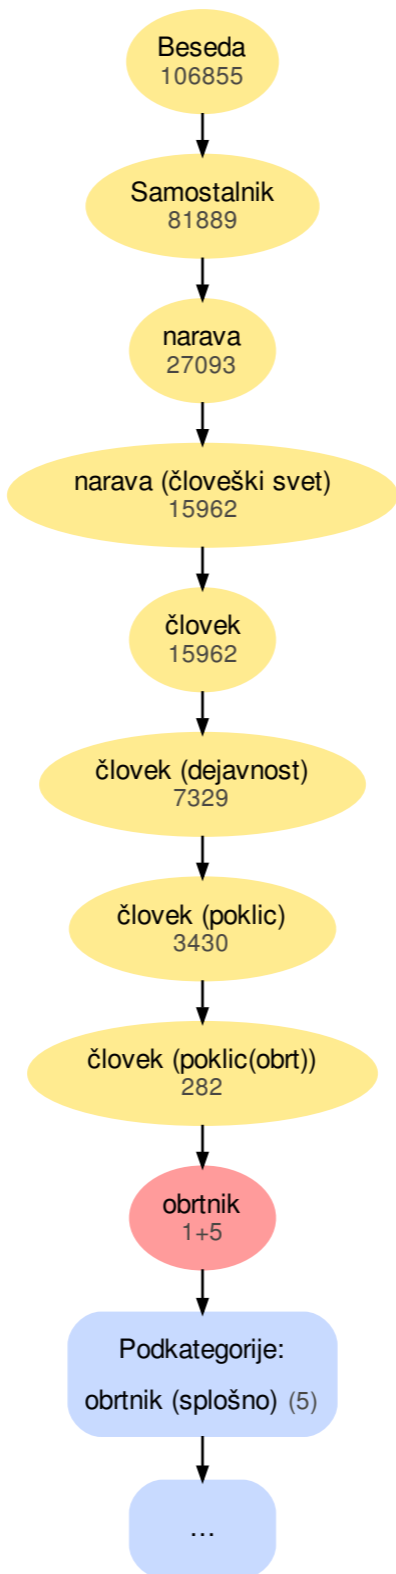 Beseda
106855
Samostalnik
81889
narava
27093
narava (človeški svet)
15962
človek
15962
človek (dejavnost)
7329
človek (poklic)
3430
človek (poklic(obrt))
282
obrtnik
1+5
Podkategorije:
obrtnik (splošno) (5)
...